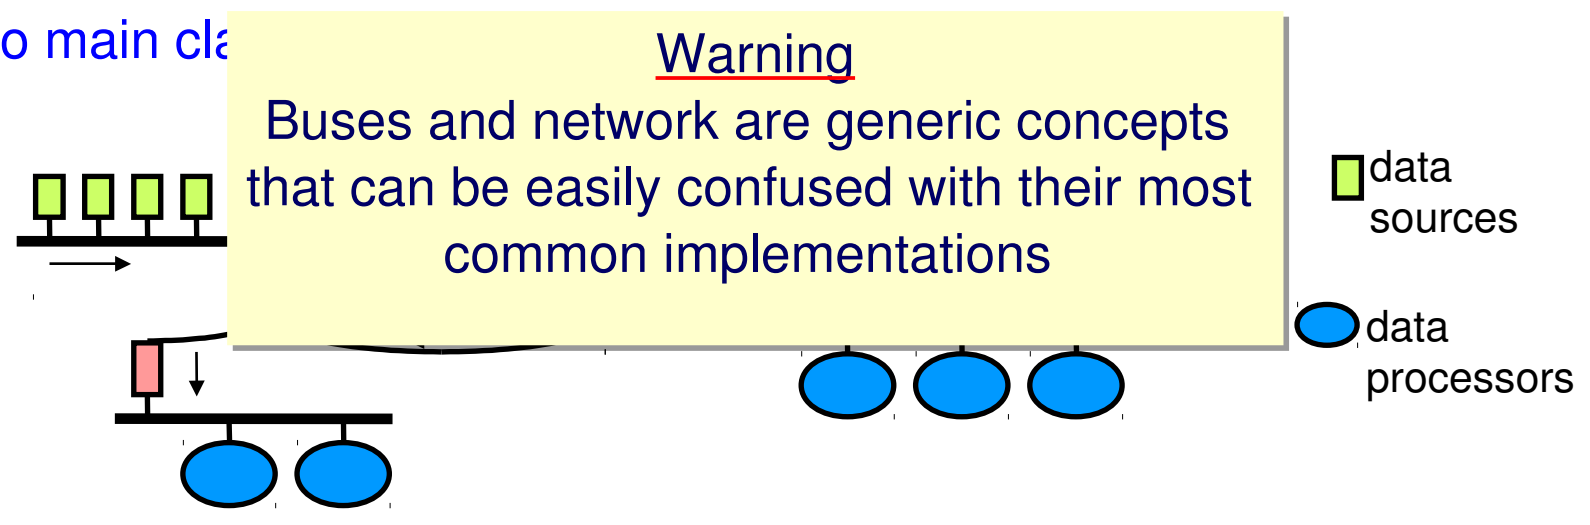 o main cla
Warning
Buses and network are generic concepts
that can be easily confused with their most
common implementations
data
sources
data
processors